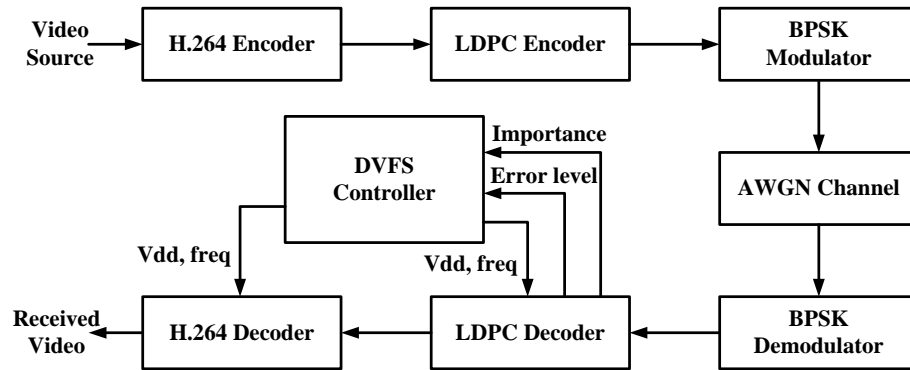 Video
Source
H.264 Encoder
LDPC Encoder
BPSK
Modulator
DVFS
Controller
Importance
Error level
AWGN Channel
Vdd, freq
Vdd, freq
Received
Video
H.264 Decoder
LDPC Decoder
BPSK
Demodulator